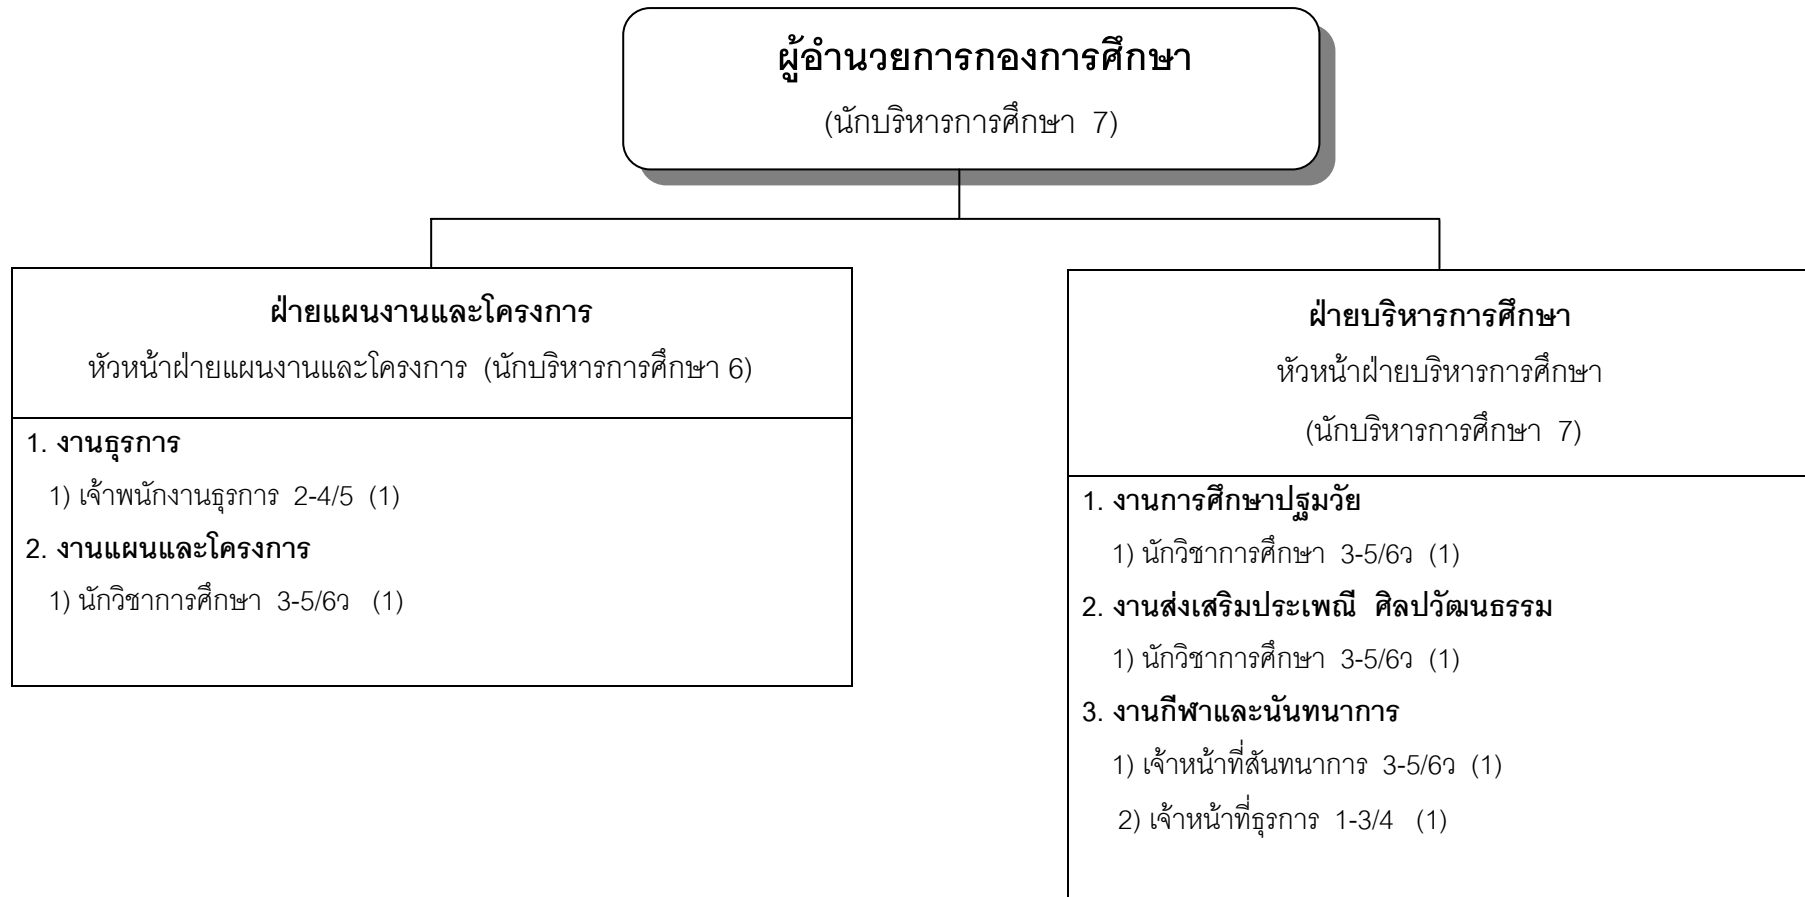 ผู้อำนวยการกองการศึกษา
(นักบริหารการศึกษา 7)
ฝ่ายแผนงานและโครงการ
หัวหน้าฝ่ายแผนงานและโครงการ (นักบริหารการศึกษา 6)
1. งานธุรการ
1) เจ้าพนักงานธุรการ 2-4/5 (1)
2. งานแผนและโครงการ
1) นักวิชาการศึกษา 3-5/6ว (1)
ฝ่ายบริหารการศึกษา
หัวหน้าฝ่ายบริหารการศึกษา
(นักบริหารการศึกษา 7)
1. งานการศึกษาปฐมวัย
1) นักวิชาการศึกษา 3-5/6ว (1)
2. งานส่งเสริมประเพณี ศิลปวัฒนธรรม
1) นักวิชาการศึกษา 3-5/6ว (1)
3. งานกีฬาและนันทนาการ
1) เจ้าหน้าที่สันทนาการ 3-5/6ว (1)
2) เจ้าหน้าที่ธุรการ 1-3/4 (1)